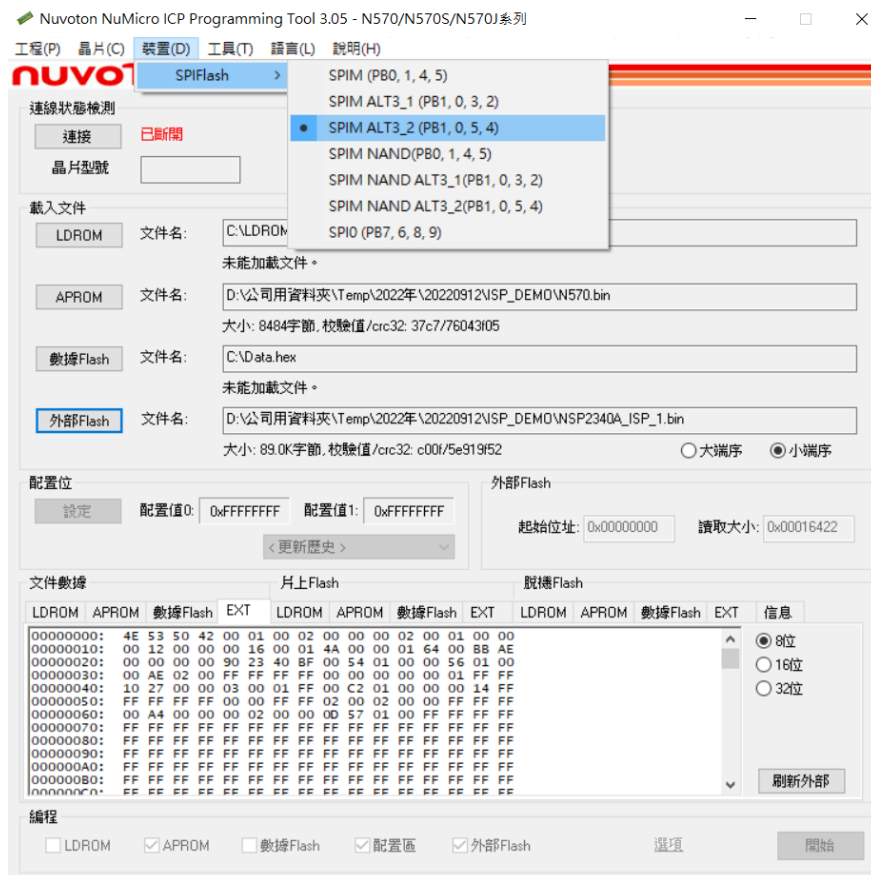 Nuvoton NuMicro ICP Programming Tool 3.05 - N570/N570S/N570J系列
工程(P) 晶片(C) 裝置(D) 工具(T) 語言(L) 說明(H)
SPIFlash
SPIM (PB0, 1, 4, 5)
SPIM ALT3_1 (PB1, 0, 3, 2)
SPIM ALT3_2 (PB1, 0, 5, 4)
SPIM NAND(PB0, 1, 4, 5)
SPIM NAND ALT3_1(PB1, 0, 3, 2)
SPIM NAND ALT3_2(PB1, 0, 5, 4)
SPI0 (PB7, 6, 8, 9)
連線狀態檢測
連接 已斷開
晶片型號
載入文件
LDROM 文件名: C:\LDROM
未能加載文件。
APROM 文件名: D:\公司用資料夾\Temp\2022年\20220912\ISP_DEMO\N570.bin
大小: 8484字節,校驗值/crc32: 37c7/76043f05
數據Flash 文件名: C:\Data.hex
未能加載文件。
外部Flash 文件名: D:\公司用資料夾\Temp\2022年\20220912\ISP_DEMO\NSP2340A_ISP_1.bin
大小: 89.0K字節,校驗值/crc32: c00f/5e919f52 大端序 小端序
配置位 外部Flash
設定 配置值0: 0xFFFFFFFF 配置值1: 0xFFFFFFFF
<更新歷史>
起始位址: 0x00000000 讀取大小: 0x00016422
文件數據 片上Flash 脫機Flash
LDROM APROM 數據Flash EXT LDROM APROM 數據Flash EXT LDROM APROM 數據Flash EXT 信息
00000000: 4E 53 50 42 00 01 00 02 00 00 00 02 00 01 00 00
00000010: 00 12 00 00 00 16 00 01 4A 00 00 01 64 00 BB AE
00000020: 00 00 00 00 90 23 40 BF 00 54 01 00 00 56 01 00
00000030: 00 AE 02 00 FF FF FF FF 00 00 00 00 00 01 FF FF
00000040: 10 27 00 00 03 00 01 FF 00 C2 01 00 00 00 14 FF
00000050: FF FF FF FF 00 00 FF FF 02 00 02 00 00 FF FF FF
00000060: 00 A4 00 00 00 02 00 00 0D 57 01 00 FF FF FF FF
00000070: FF FF FF FF FF FF FF FF FF FF FF FF FF FF FF FF
00000080: FF FF FF FF FF FF FF FF FF FF FF FF FF FF FF FF
00000090: FF FF FF FF FF FF FF FF FF FF FF FF FF FF FF FF
000000A0: FF FF FF FF FF FF FF FF FF FF FF FF FF FF FF FF
000000B0: FF FF FF FF FF FF FF FF FF FF FF FF FF FF FF FF
000000C0: FF FF FF FF FF FF FF FF FF FF FF FF FF FF FF FF
8位
16位
32位
刷新外部
編程
LDROM APROM 數據Flash 配置區 外部Flash 選項 開始